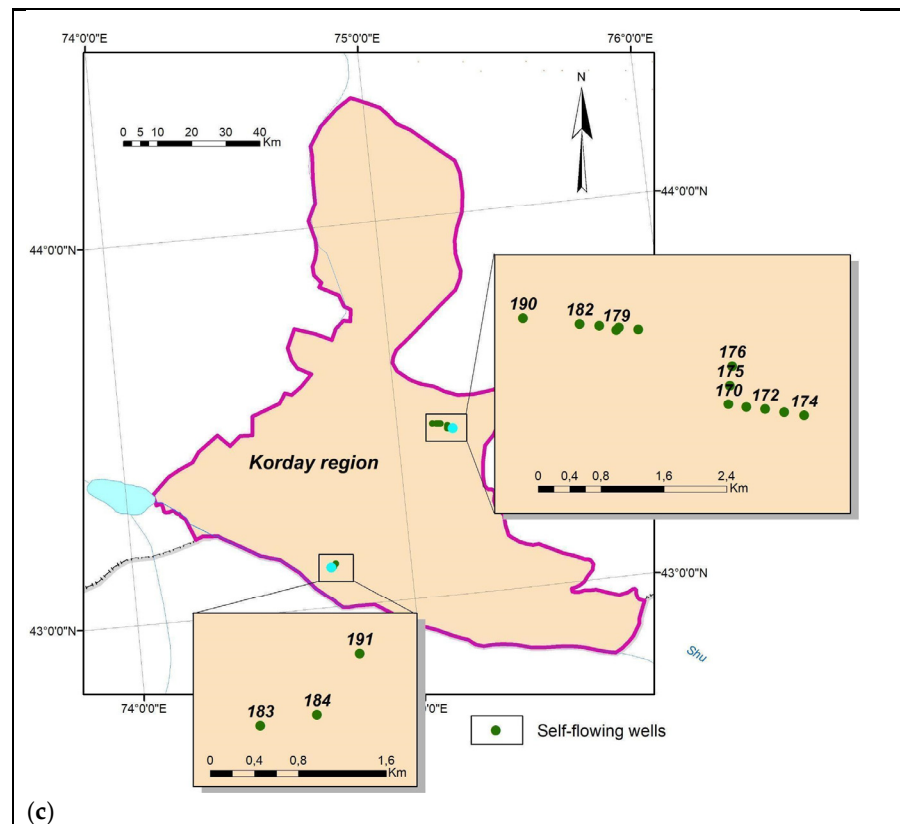 74°0'0"E
75°0'0"E
76°0'0"E
N
0 5 10 20 30 40
Km
44°0'0"N
44°0'0"N
190
182
179
176
175
170
172
174
0 0,4 0,8 1,6 2,4
Km
Korday region
43°0'0"N
43°0'0"N
191
184
183
0 0,4 0,8 1,6
Km
Shu
74°0'0"E
0'0"E
Self-flowing wells
(c)